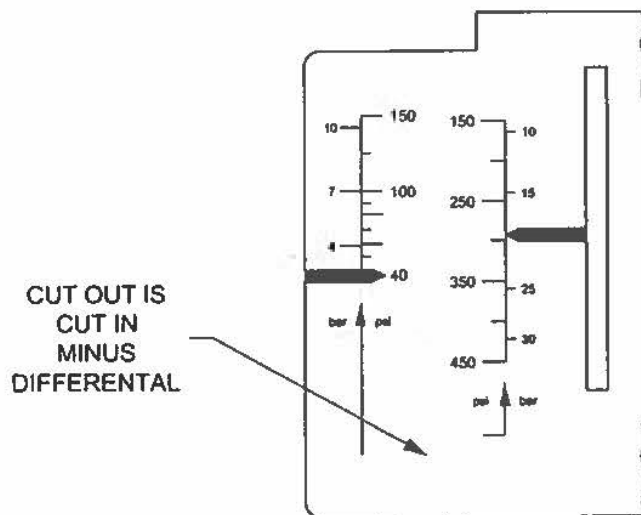 150
10
7
100
4
40
bar psi
150
10
15
250
350
25
30
450
psi bar
CUT OUT IS
CUT IN
MINUS
DIFFERENTAL